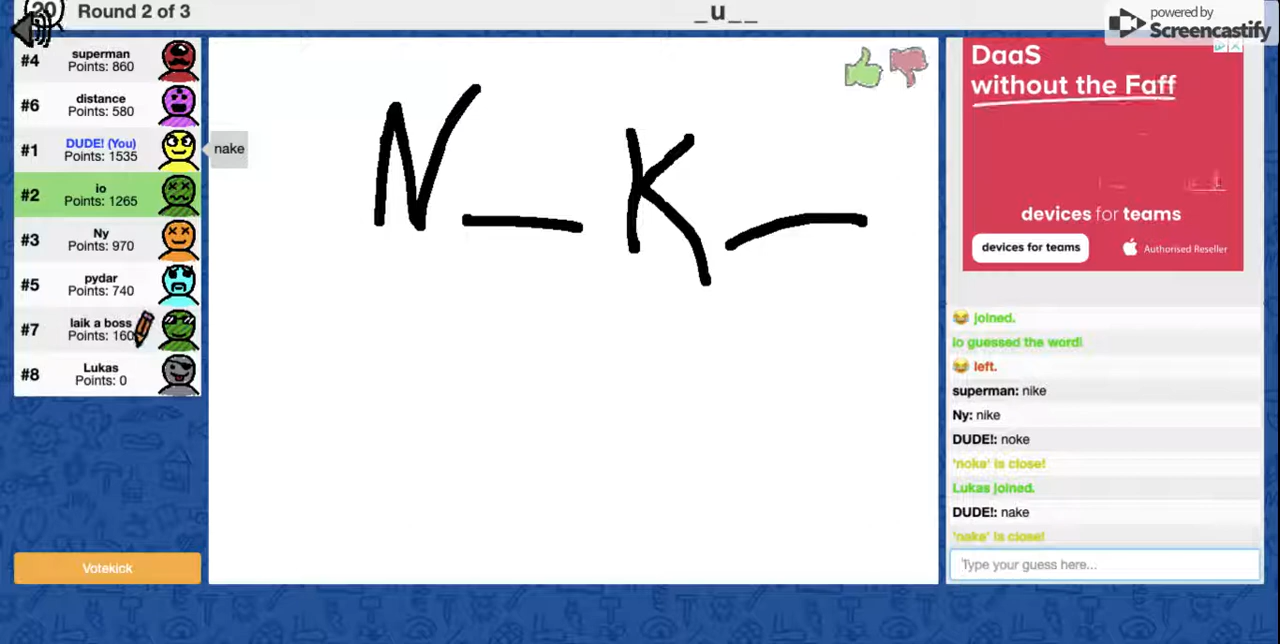 20 Round 2 of 3
_u__
powered by
Screencastify
#4 superman
Points: 860
#6 distance
Points: 580
#1 DUDE! (You)
Points: 1535
nake
#2 io
Points: 1265
#3 Ny
Points: 970
#5 pydar
Points: 740
#7 laik a boss
Points: 160
#8 Lukas
Points: 0
Votekick
N_K_
DaaS
without the Faff
devices for teams
devices for teams
Authorised Reseller
😂 joined.
io guessed the word!
😂 left.
superman: nike
Ny: nike
DUDE!: noke
'noke' is close!
Lukas joined.
DUDE!: nake
'nake' is close!
Type your guess here...